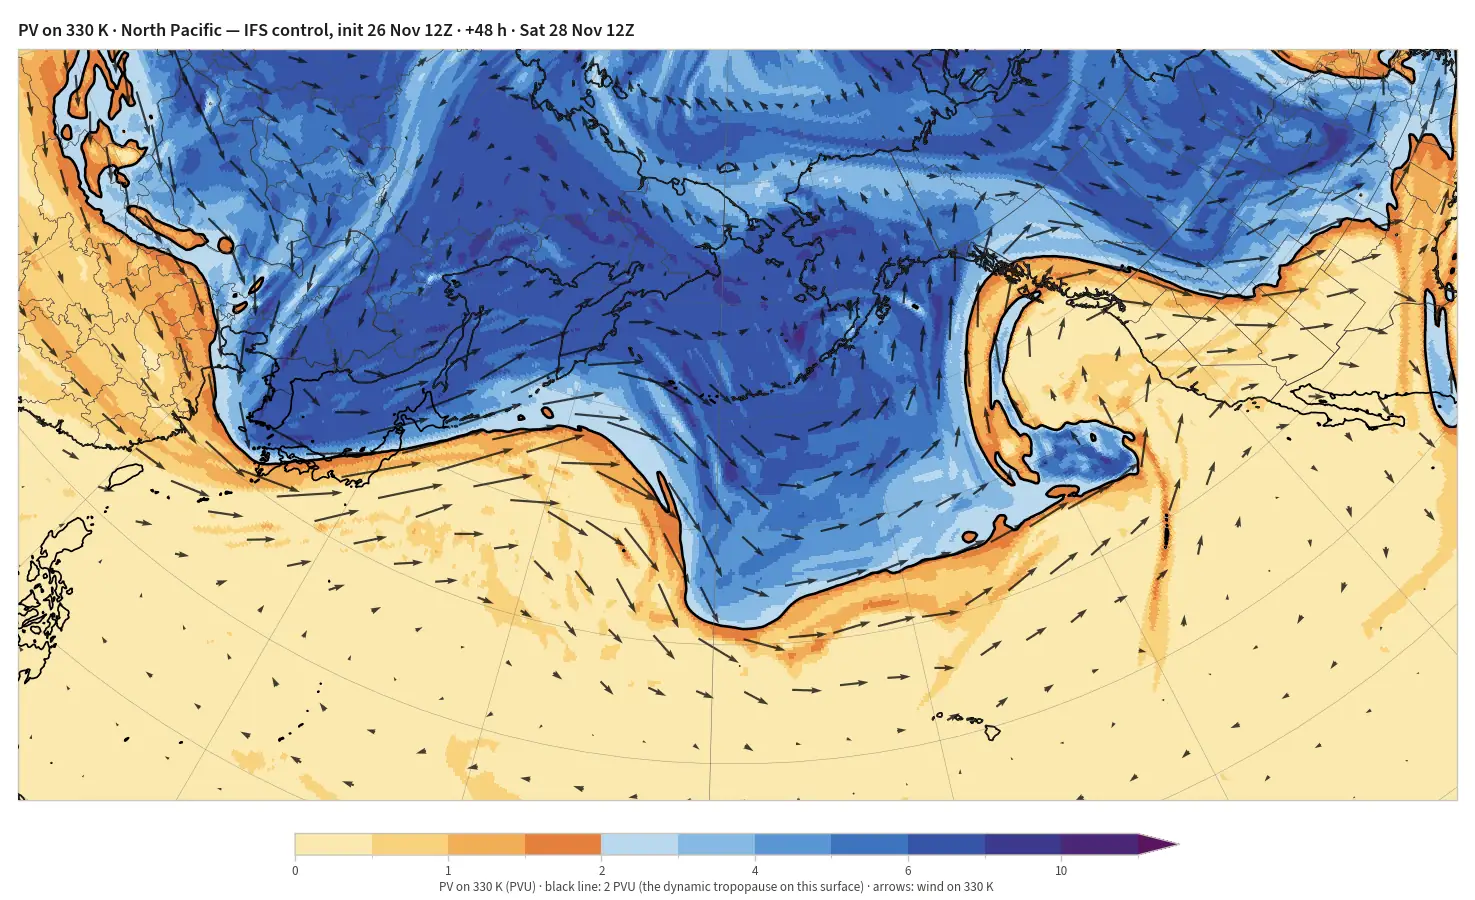 PV on 330 K · North Pacific — IFS control, init 26 Nov 12Z · +48 h · Sat 28 Nov 12Z
0 1 2 4 6 10
PV on 330 K (PVU) · black line: 2 PVU (the dynamic tropopause on this surface) · arrows: wind on 330 K